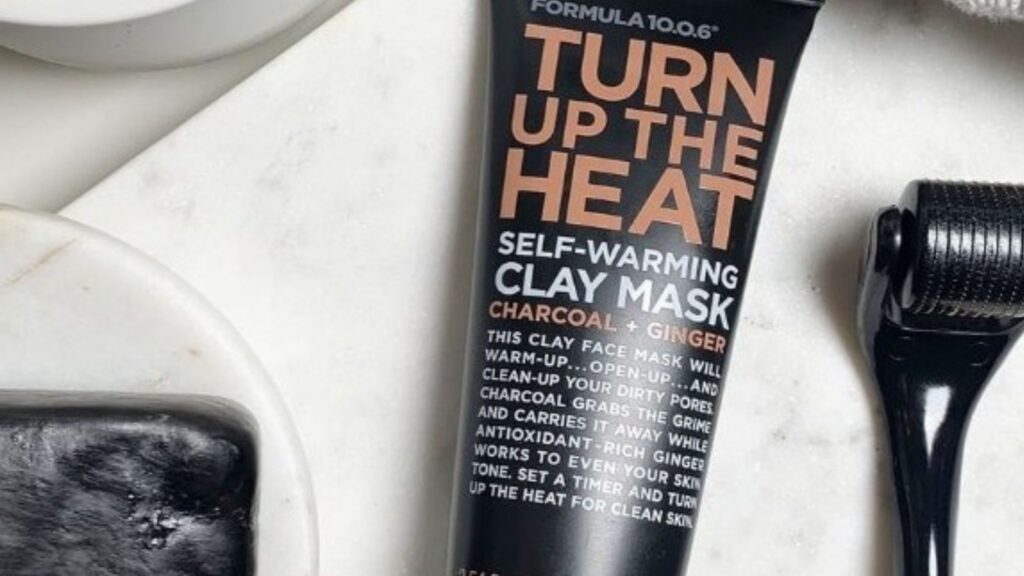 FORMULA 10.0.6®
TURN
UP THE
HEAT
SELF-WARMING
CLAY MASK
CHARCOAL + GINGER
THIS CLAY FACE MASK WILL
WARM-UP...OPEN-UP...AND
CLEAN-UP YOUR DIRTY PORES.
CHARCOAL GRABS THE GRIME
AND CARRIES IT AWAY WHILE
ANTIOXIDANT-RICH GINGER
WORKS TO EVEN YOUR SKIN
TONE. SET A TIMER AND TURN
UP THE HEAT FOR CLEAN SKIN.